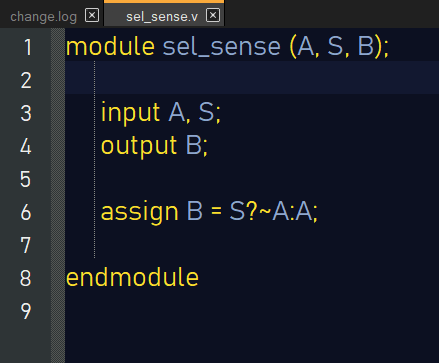 change.log
sel_sense.v
1 module sel_sense (A, S, B);
2
3 input A, S;
4 output B;
5
6 assign B = S?~A:A;
7
8 endmodule
9